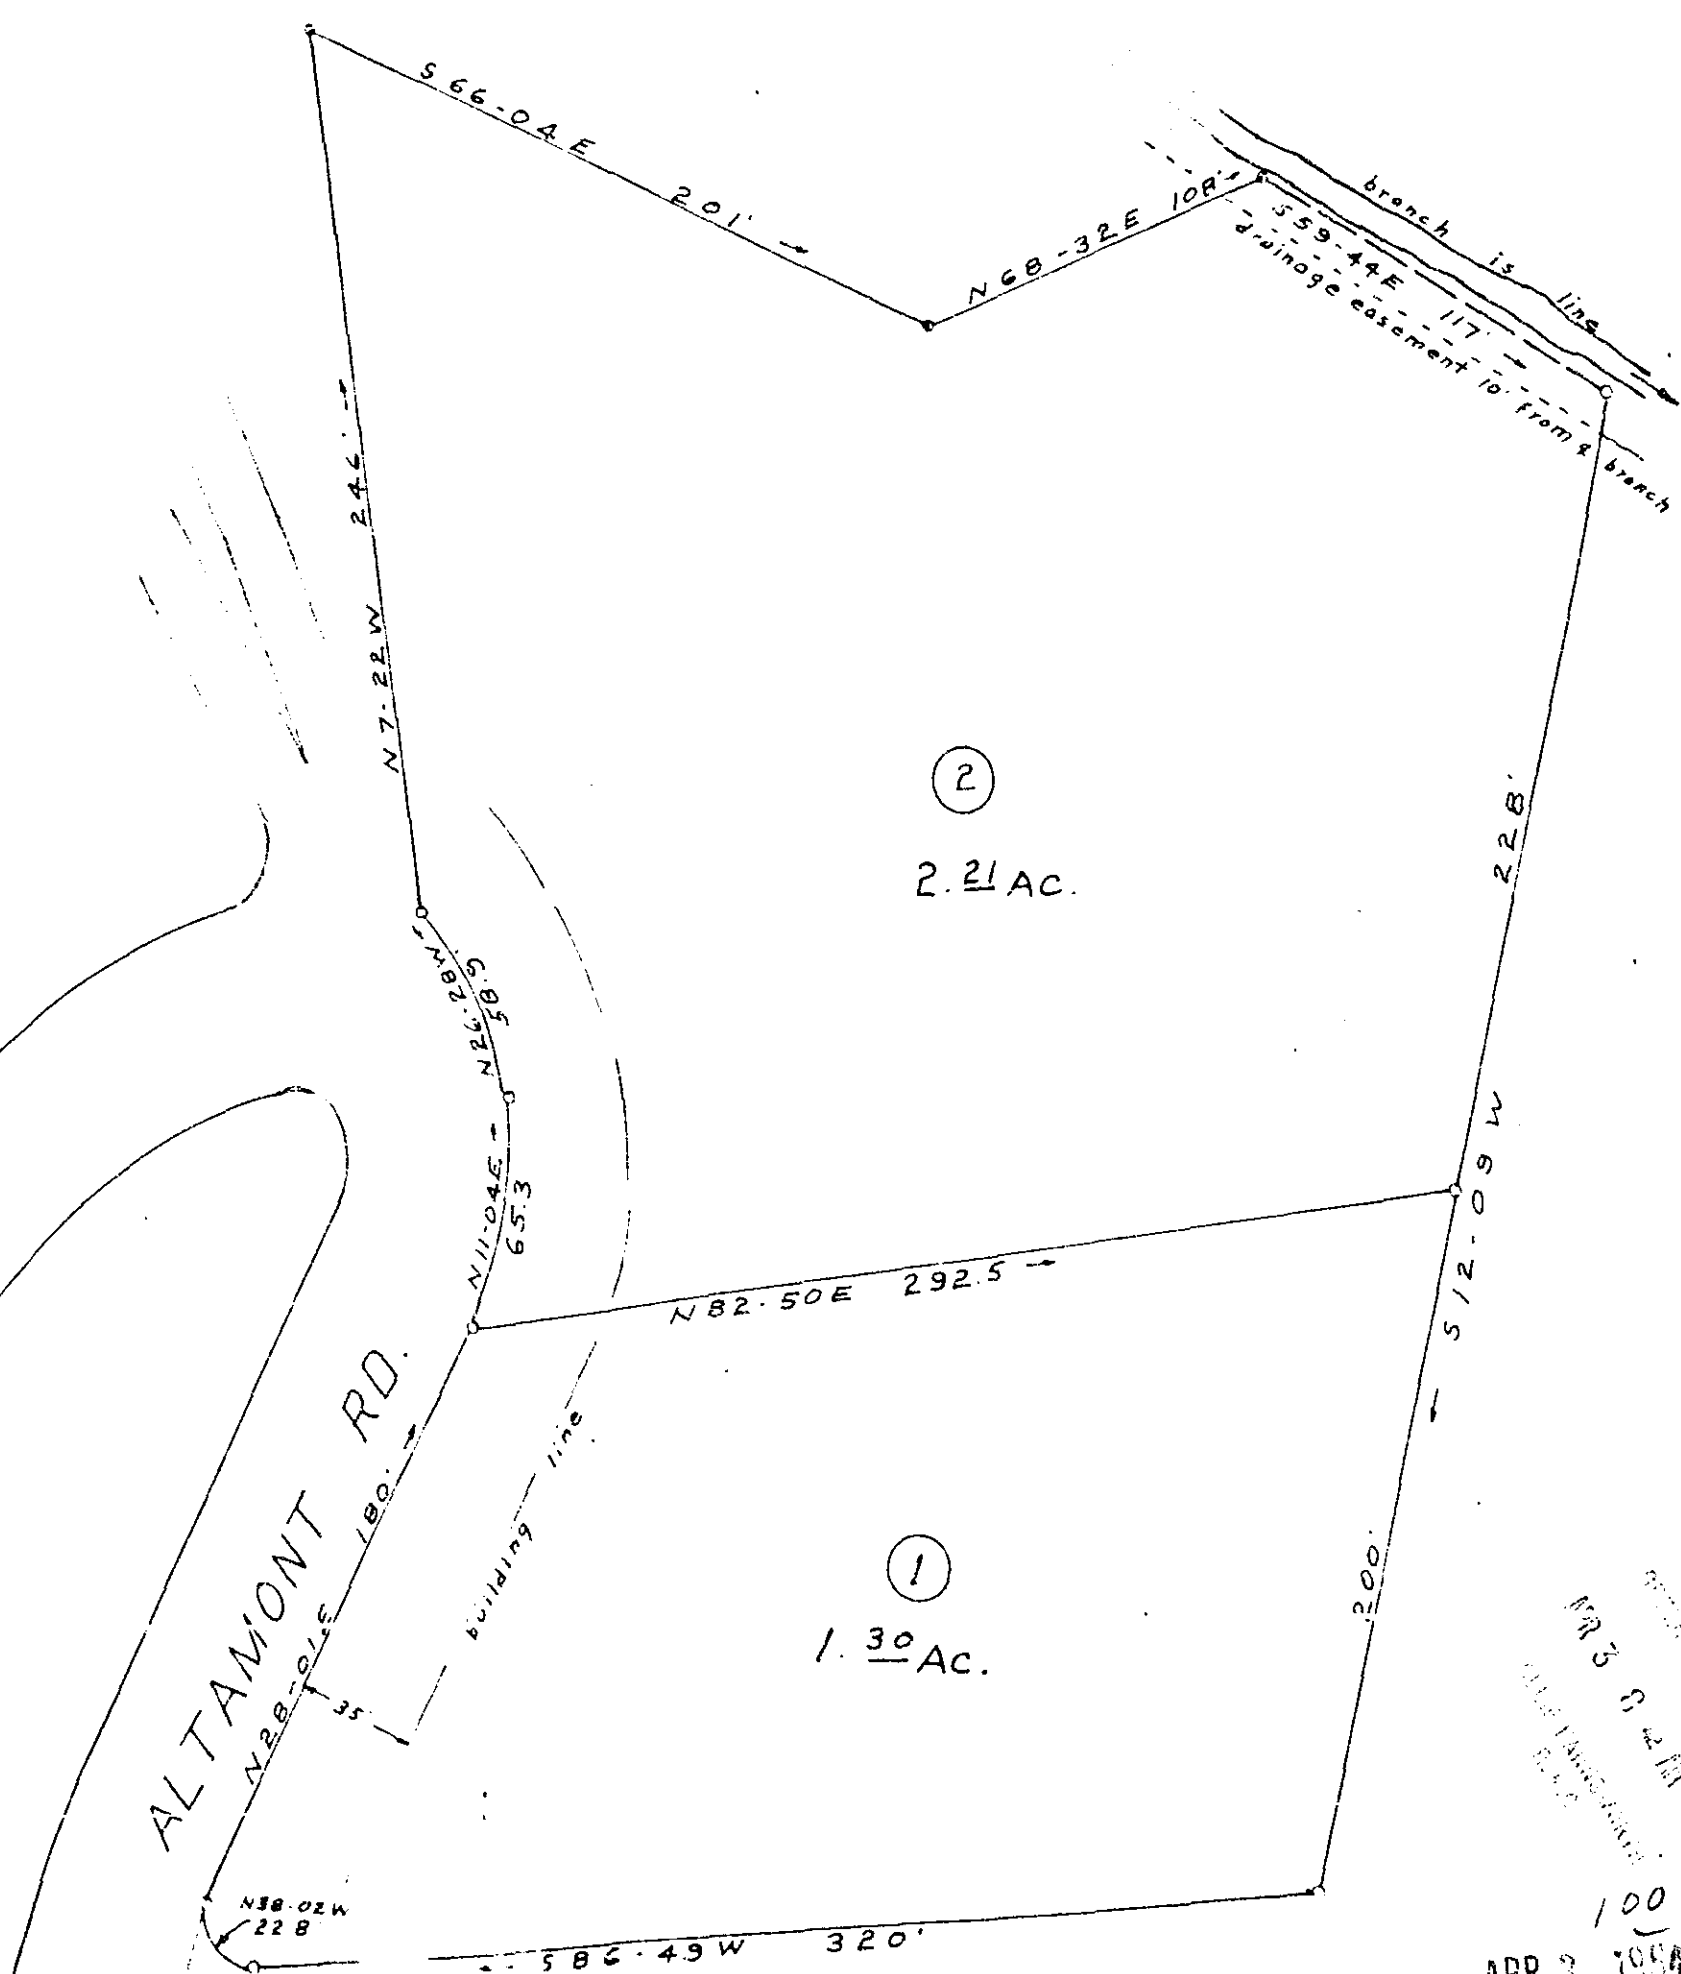 S 66-04 E 201'
N 68-32 E 108'
branch is line
S 59-44 E 117'
drainage easement 10' from ℄ branch
N 7-22 W 246'
2
2.21 AC.
228'
N 26-28 W
58.9
N 11-04 E
65.3
S 12-09 W
N 82-50 E 292.5
ALTAMONT RD.
N 28-01 E 180'
building line
35
1
1.30 AC.
200'
N 38-02 W
22.8
S 86-49 W 320'
100